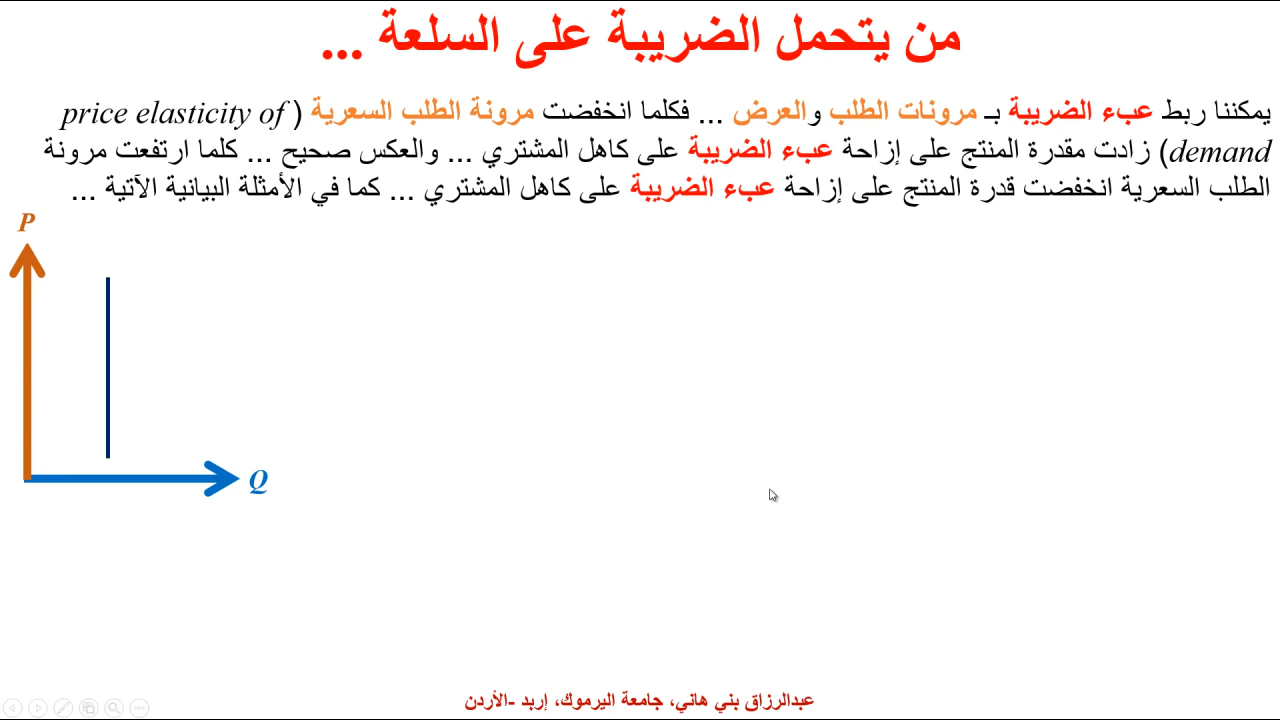 من يتحمل الضريبة على السلعة ...
يمكننا ربط عبء الضريبة بـ مرونات الطلب والعرض ... فكلما انخفضت مرونة الطلب السعرية (price elasticity of
demand) زادت مقدرة المنتج على إزاحة عبء الضريبة على كاهل المشتري ... والعكس صحيح ... كلما ارتفعت مرونة
الطلب السعرية انخفضت قدرة المنتج على إزاحة عبء الضريبة على كاهل المشتري ... كما في الأمثلة البيانية الآتية ...
P
Q
عبدالرزاق بني هاني، جامعة اليرموك، إربد -الأردن